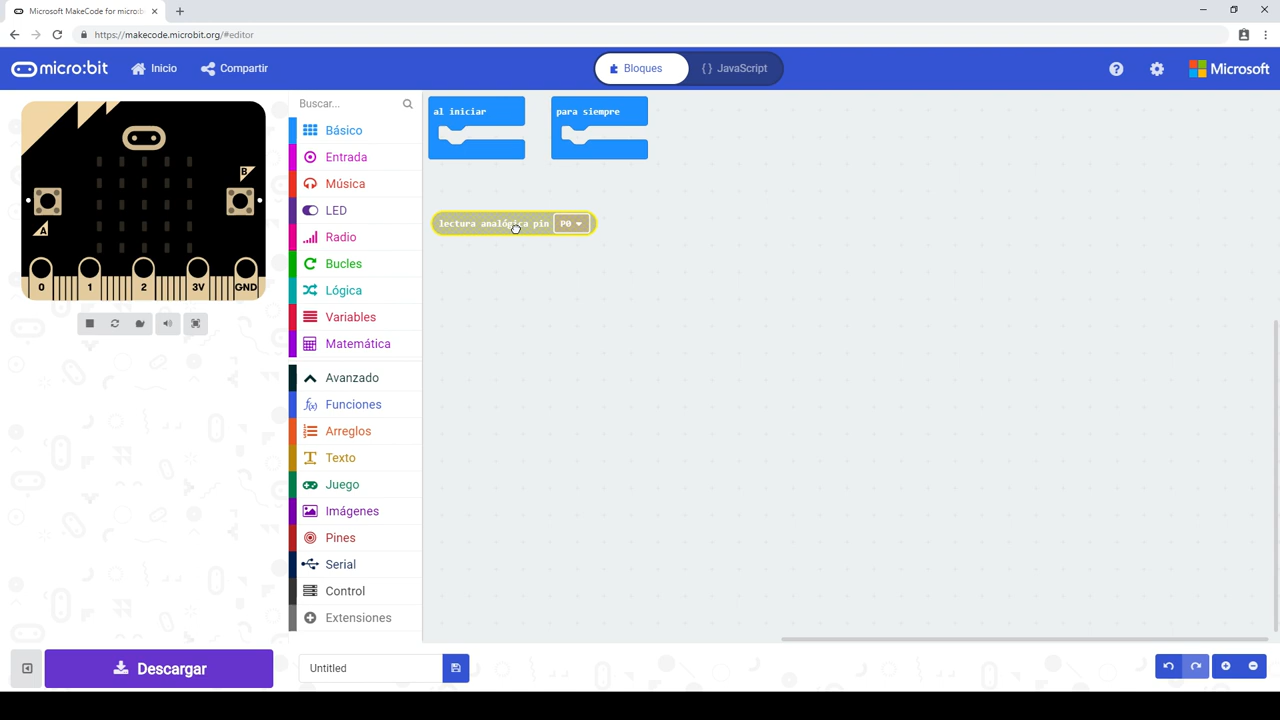 Microsoft MakeCode for micro:b
https://makecode.microbit.org/#editor
micro:bit
Inicio
Compartir
Bloques
{ } JavaScript
Microsoft
Buscar...
Básico
Entrada
Música
LED
Radio
Bucles
Lógica
Variables
Matemática
Avanzado
Funciones
Arreglos
Texto
Juego
Imágenes
Pines
Serial
Control
Extensiones
al iniciar
para siempre
lectura analógica pin P0
A
B
0
1
2
3V
GND
Descargar
Untitled